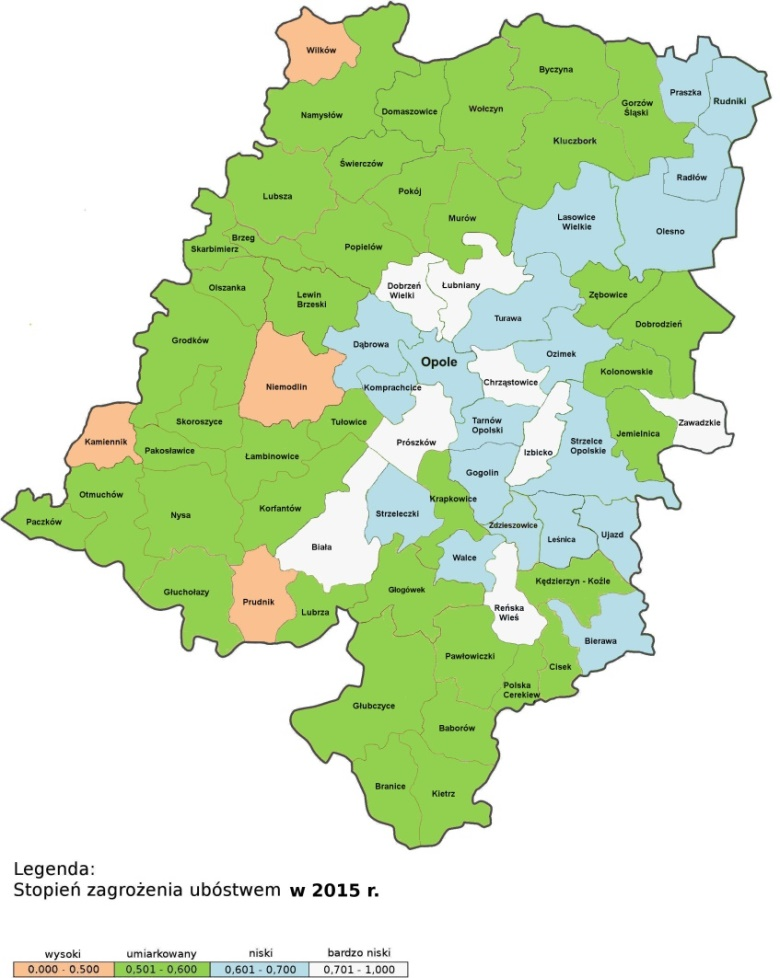 Wilków
Byczyna
Praszka
Rudniki
Gorzów
Śląski
Domaszowice
Wołczyn
Namysłów
Kluczbork
Świerczów
Radłów
Pokój
Lubsza
Murów
Lasowice
Wielkie
Olesno
Brzeg
Skarbimierz
Popielów
Olszanka
Dobrzeń
Wielki
Łubniany
Lewin
Brzeski
Zębowice
Turawa
Dobrodzień
Grodków
Dąbrowa
Ozimek
Opole
Kolonowskie
Niemodlin
Komprachcice
Chrząstowice
Skoroszyce
Tułowice
Tarnów
Opolski
Zawadzkie
Kamiennik
Prószków
Jemielnica
Strzelce
Opolskie
Pakosławice
Izbicko
Łambinowice
Gogolin
Otmuchów
Krapkowice
Korfantów
Strzeleczki
Nysa
Paczków
Zdzieszowice
Ujazd
Leśnica
Biała
Walce
Kędzierzyn - Koźle
Głogówek
Głuchołazy
Prudnik
Lubrza
Reńska
Wieś
Bierawa
Pawłowiczki
Cisek
Polska
Cerekiew
Głubczyce
Baborów
Branice
Kietrz
Legenda:
Stopień zagrożenia ubóstwem w 2015 r.
wysoki umiarkowany niski bardzo niski
0.000 - 0.500 0,501 - 0,600 0,601 - 0,700 0,701 - 1,000